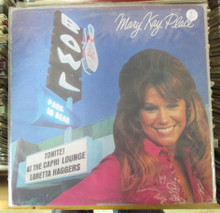 Mary Kay Place
BOWL
PARK
IN REAR
TONITE!
AT THE CAPRI LOUNGE
LORETTA HAGGERS